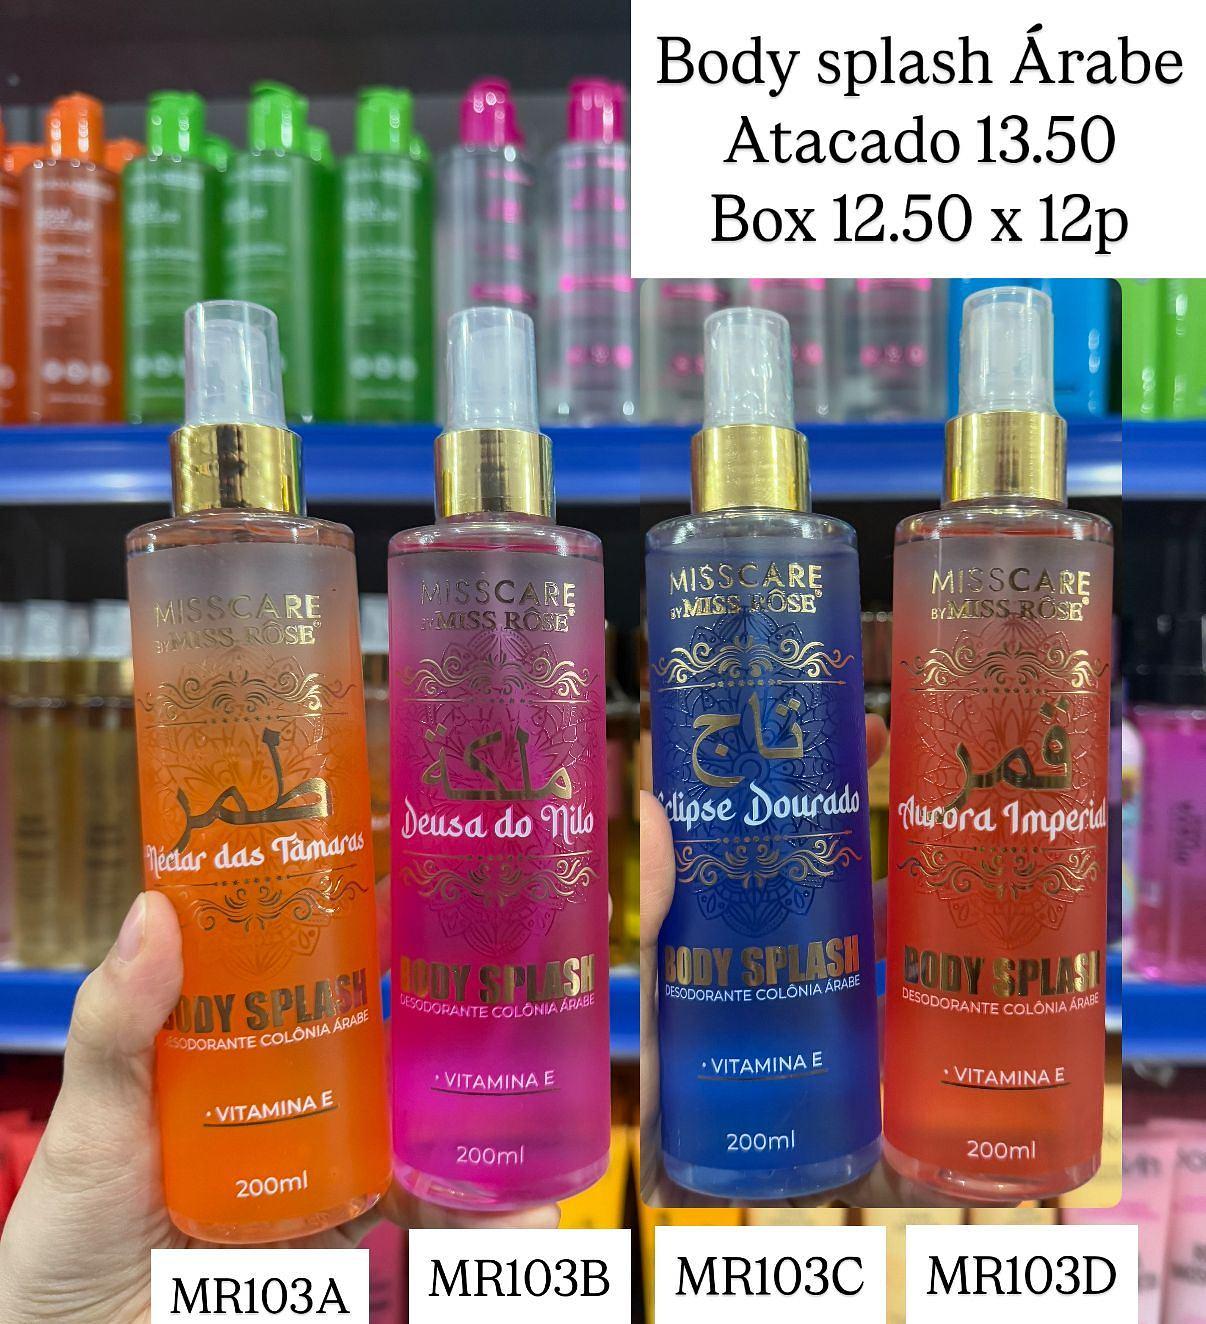 Body splash Árabe
Atacado 13.50
Box 12.50 x 12p
MISSCARE
BY MISS RÔSE
طمر
Néctar das Tâmaras
BODY SPLASH
DESODORANTE COLÔNIA ÁRABE
• VITAMINA E
200ml
MISSCARE
BY MISS RÔSE
ملكة
Deusa do Nilo
BODY SPLASH
DESODORANTE COLÔNIA ÁRABE
• VITAMINA E
200ml
MISSCARE
BY MISS RÔSE
تاج
clipse Dourado
BODY SPLASH
DESODORANTE COLÔNIA ÁRABE
• VITAMINA E
200ml
MISSCARE
BY MISS RÔSE
قمر
Aurora Imperial
BODY SPLASH
DESODORANTE COLÔNIA ÁRABE
• VITAMINA E
200ml
MR103A
MR103B
MR103C
MR103D